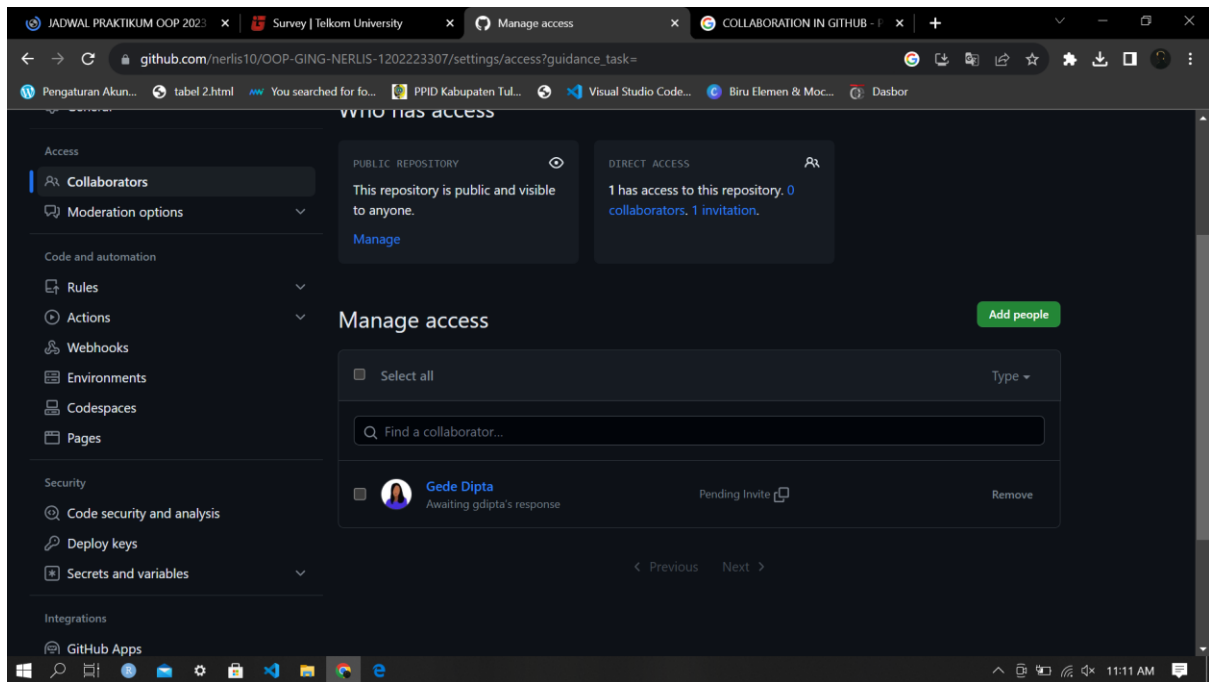 JADWAL PRAKTIKUM OOP 2023
Survey | Telkom University
Manage access
COLLABORATION IN GITHUB - P
github.com/nerlis10/OOP-GING-NERLIS-1202223307/settings/access?guidance_task=
Pengaturan Akun...
tabel 2.html
You searched for fo...
PPID Kabupaten Tul...
Visual Studio Code...
Biru Elemen & Moc...
Dasbor
General
Access
Collaborators
Moderation options
Code and automation
Rules
Actions
Webhooks
Environments
Codespaces
Pages
Security
Code security and analysis
Deploy keys
Secrets and variables
Integrations
GitHub Apps
Who has access
PUBLIC REPOSITORY
This repository is public and visible
to anyone.
Manage
DIRECT ACCESS
1 has access to this repository. 0
collaborators. 1 invitation.
Manage access
Add people
Select all
Type
Find a collaborator...
Gede Dipta
Awaiting gdipta's response
Pending Invite
Remove
Previous
Next
11:11 AM